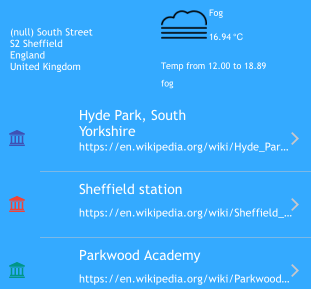 (null) South Street
S2 Sheffield
England
United Kingdom
Fog
16.94 °C
Temp from 12.00 to 18.89
fog
Hyde Park, South
Yorkshire
https://en.wikipedia.org/wiki/Hyde_Par...
Sheffield station
https://en.wikipedia.org/wiki/Sheffield_...
Parkwood Academy
https://en.wikipedia.org/wiki/Parkwood...